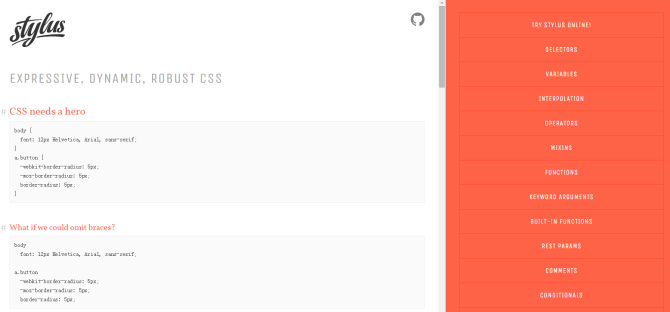 stylus
EXPRESSIVE, DYNAMIC, ROBUST CSS
# CSS needs a hero
body {
font: 12px Helvetica, Arial, sans-serif;
}
a.button {
-webkit-border-radius: 5px;
-moz-border-radius: 5px;
border-radius: 5px;
}
# What if we could omit braces?
body
font: 12px Helvetica, Arial, sans-serif;
a.button
-webkit-border-radius: 5px;
-moz-border-radius: 5px;
border-radius: 5px;
TRY STYLUS ONLINE!
SELECTORS
VARIABLES
INTERPOLATION
OPERATORS
MIXINS
FUNCTIONS
KEYWORD ARGUMENTS
BUILT-IN FUNCTIONS
REST PARAMS
COMMENTS
CONDITIONALS